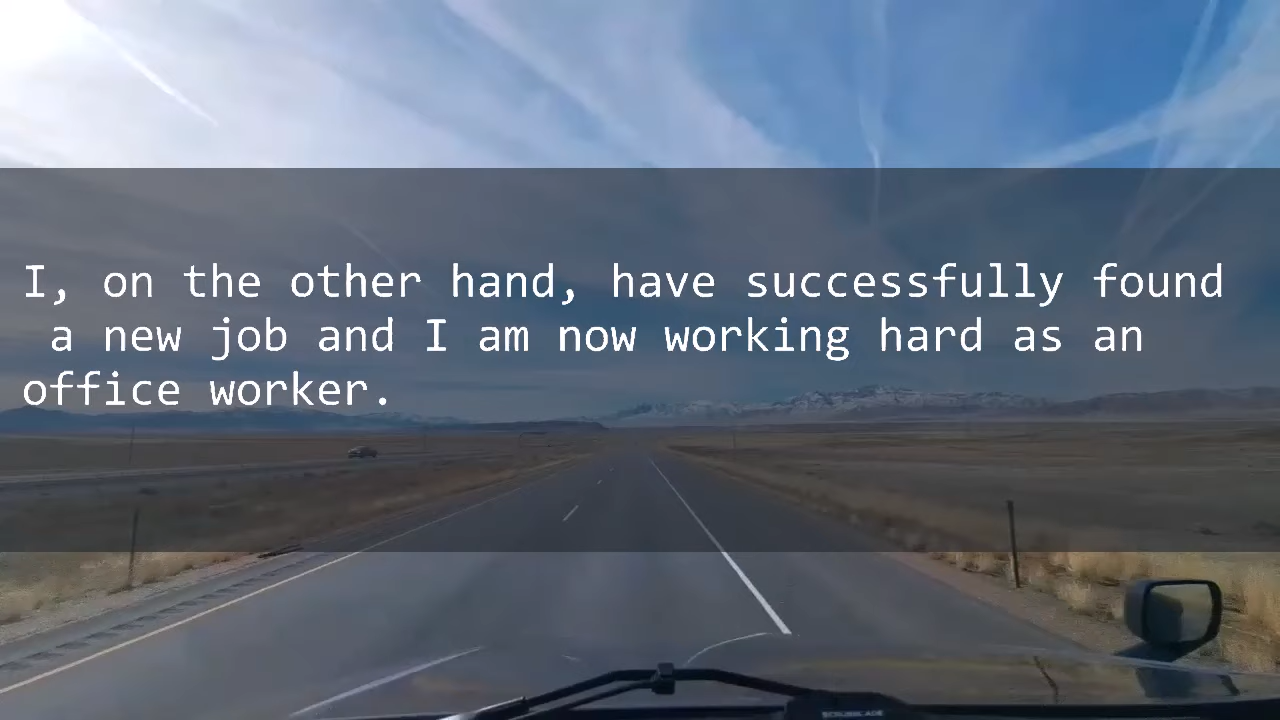 I, on the other hand, have successfully found
a new job and I am now working hard as an
office worker.